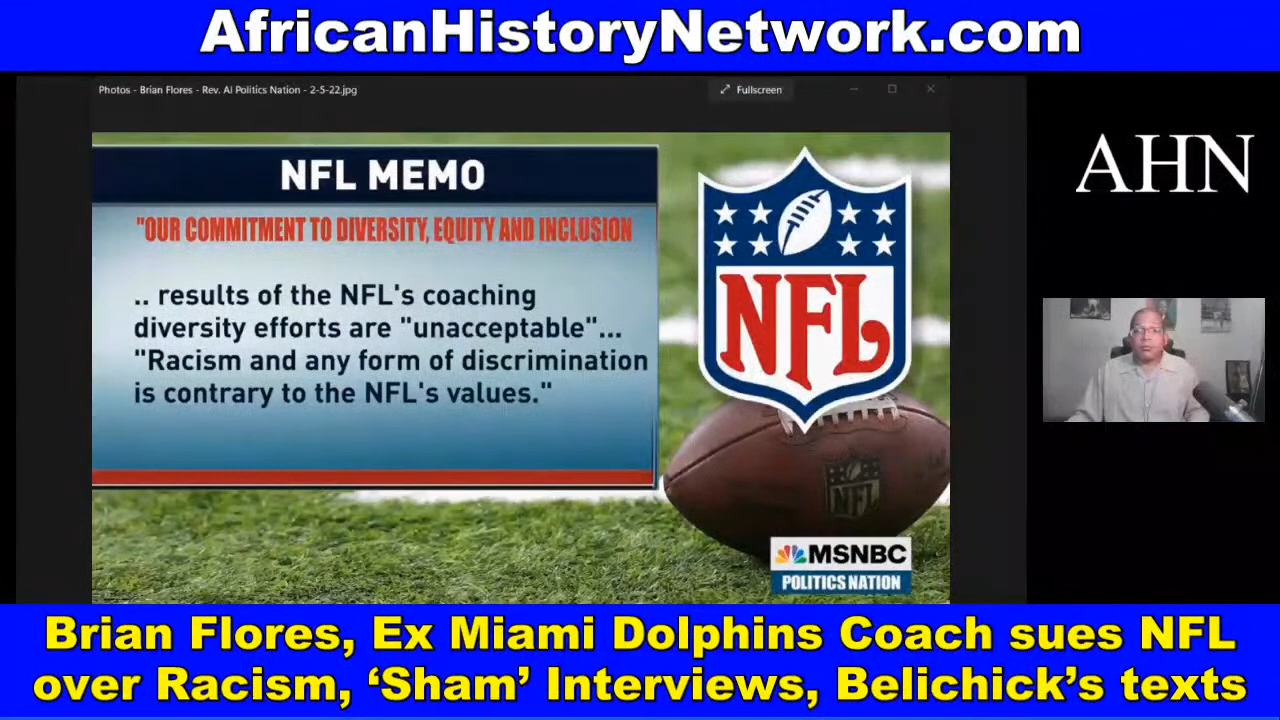 AfricanHistoryNetwork.com
Photos - Brian Flores - Rev. Al Politics Nation - 2-5-22.jpg
Fullscreen
NFL MEMO
"OUR COMMITMENT TO DIVERSITY, EQUITY AND INCLUSION
.. results of the NFL's coaching
diversity efforts are "unacceptable"...
"Racism and any form of discrimination
is contrary to the NFL's values."
NFL
NFL
MSNBC
POLITICS NATION
AHN
Brian Flores, Ex Miami Dolphins Coach sues NFL
over Racism, ‘Sham’ Interviews, Belichick’s texts